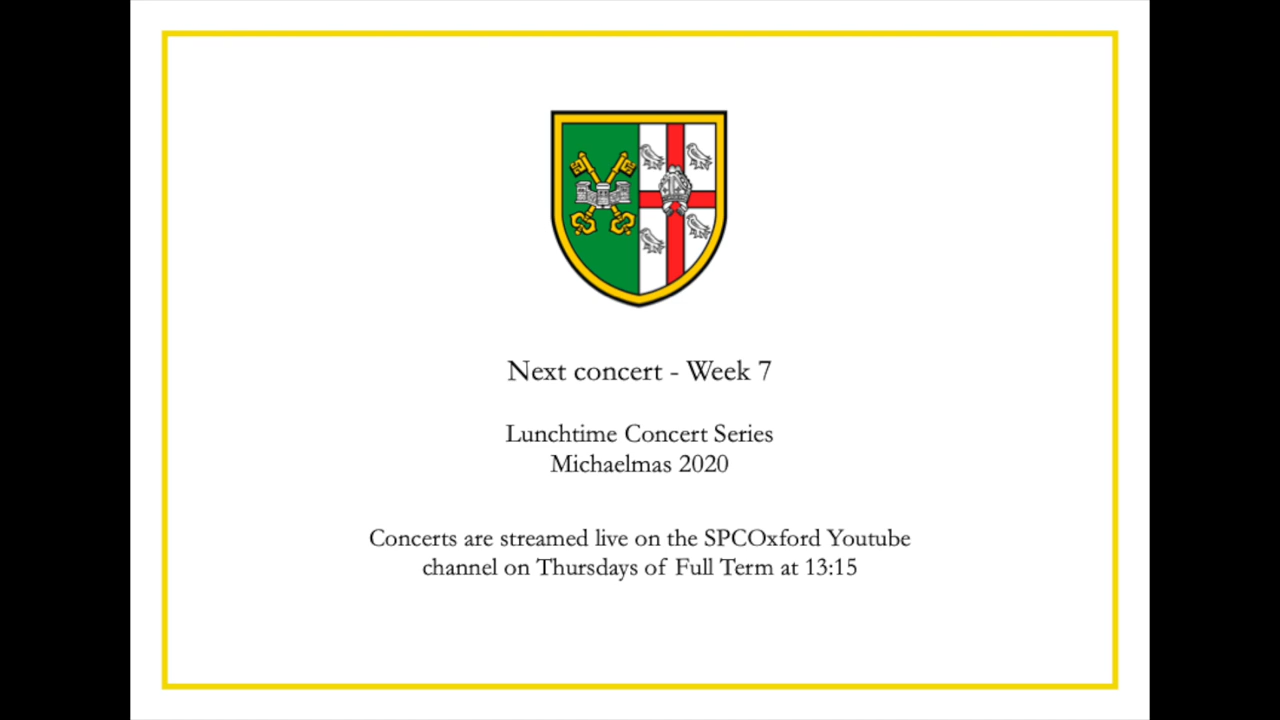 Next concert - Week 7
Lunchtime Concert Series
Michaelmas 2020
Concerts are streamed live on the SPCOxford Youtube
channel on Thursdays of Full Term at 13:15